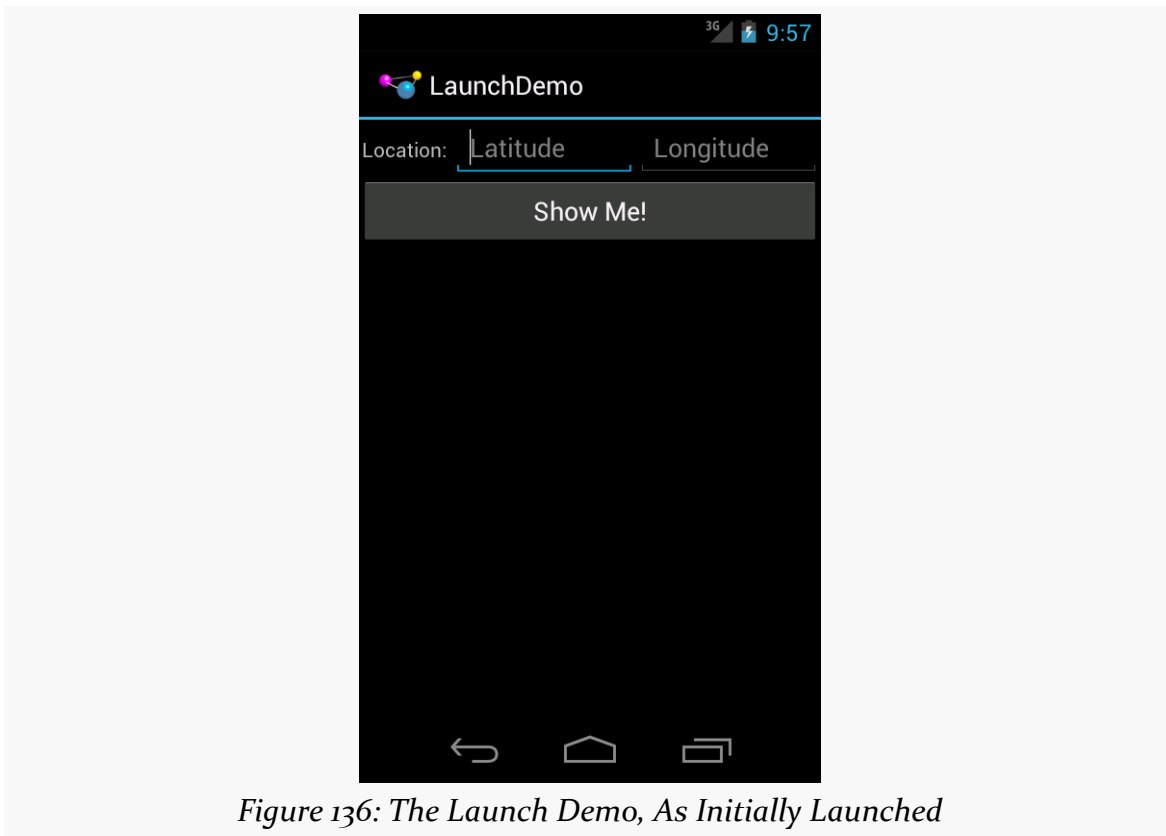 3G 9:57
LaunchDemo
Location: Latitude Longitude
Show Me!
Figure 136: The Launch Demo, As Initially Launched